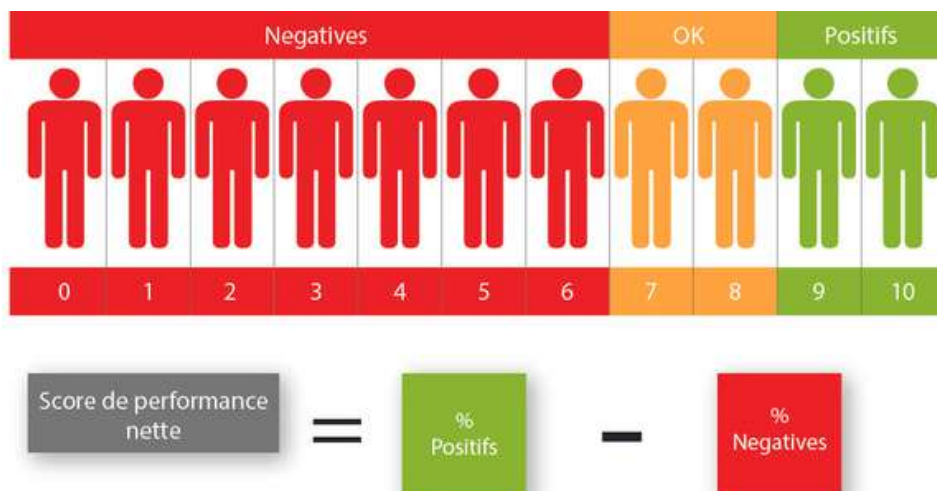 Negatives OK Positifs
0 1 2 3 4 5 6 7 8 9 10
Score de performance
nette
=
%
Positifs
-
%
Negatives